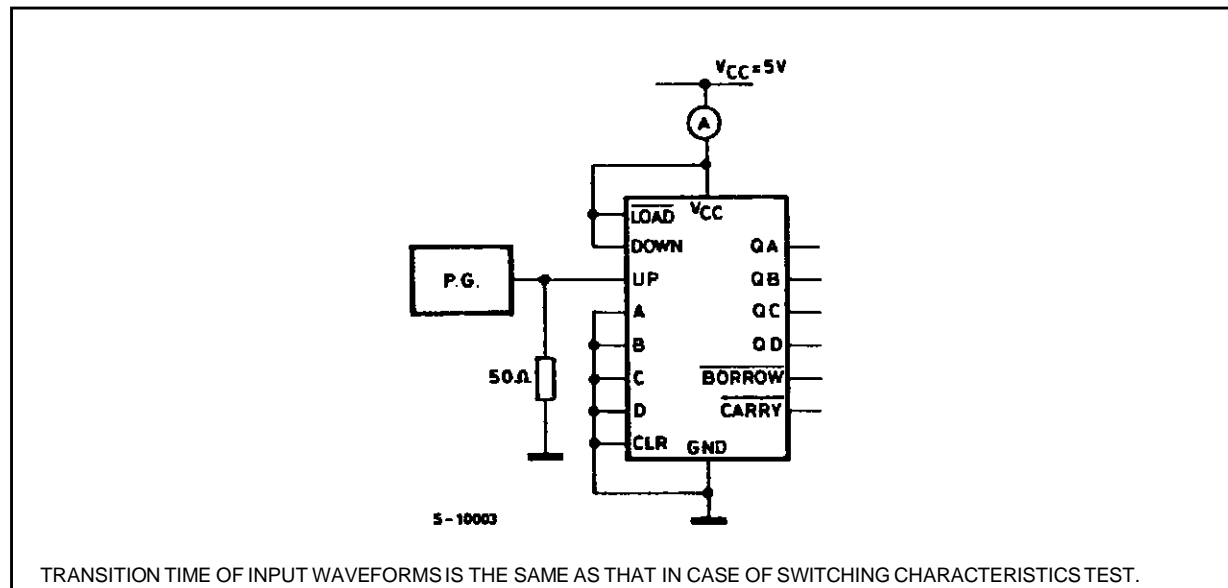 VCC=5V
A
LOAD VCC
DOWN QA
P.G. UP QB
A QC
B QD
50Ω C BORROW
D CARRY
CLR GND
S-10003
TRANSITION TIME OF INPUT WAVEFORMS IS THE SAME AS THAT IN CASE OF SWITCHING CHARACTERISTICS TEST.